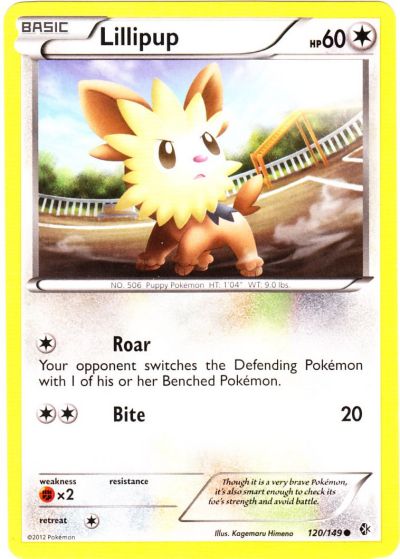 BASIC Lillipup HP60
NO. 506 Puppy Pokémon HT: 1'04" WT: 9.0 lbs.
Roar
Your opponent switches the Defending Pokémon
with 1 of his or her Benched Pokémon.
Bite 20
weakness resistance
×2
Though it is a very brave Pokémon,
it's also smart enough to check its
foe's strength and avoid battle.
retreat
©2012 Pokémon Illus. Kagemaru Himeno 120/149